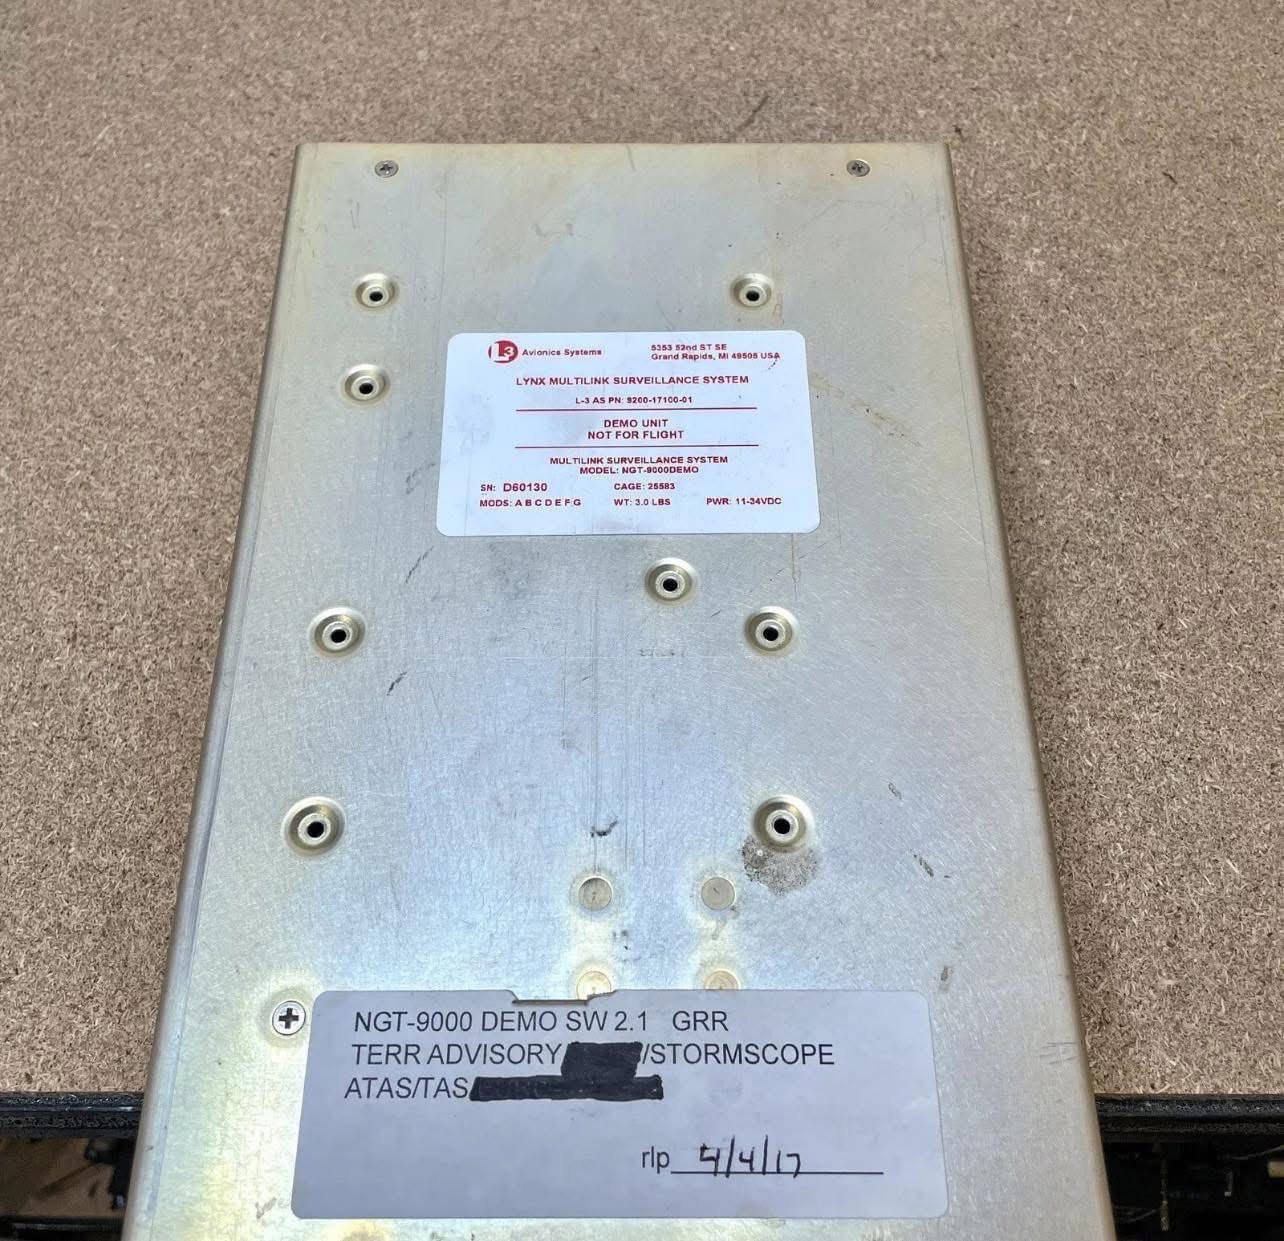 L3 Avionics Systems
5353 52nd ST SE
Grand Rapids, MI 49505 USA
LYNX MULTILINK SURVEILLANCE SYSTEM
L-3 AS PN: 9200-17100-01
DEMO UNIT
NOT FOR FLIGHT
MULTILINK SURVEILLANCE SYSTEM
MODEL: NGT-9000DEMO
SN: D60130 CAGE: 25583
MODS: A B C D E F G WT: 3.0 LBS PWR: 11-34VDC
NGT-9000 DEMO SW 2.1 GRR
TERR ADVISORY /STORMSCOPE
ATAS/TAS
rlp 4/4/17